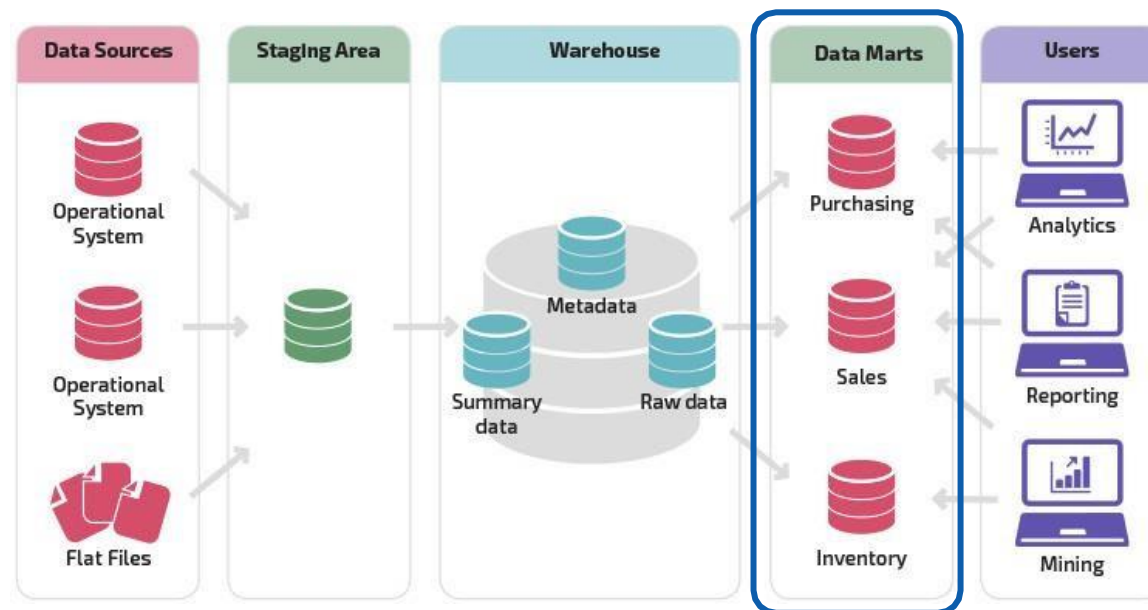 Data Sources
Staging Area
Warehouse
Data Marts
Users
Operational
System
Operational
System
Flat Files
Metadata
Summary
data
Raw data
Purchasing
Sales
Inventory
Analytics
Reporting
Mining